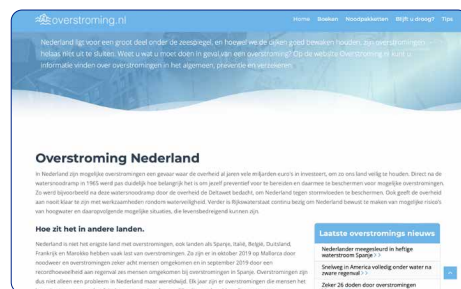 overstroming.nl
Home Boeken Noodpakketten Blijft u droog? Tips
Nederland ligt voor een groot deel onder de zeespiegel, en hoewel we de dijken goed bewaken houden, zijn overstromingen
helaas niet uit te sluiten. Weet u wat u moet doen in geval van een overstroming? Op de website Overstroming.nl kunt u
informatie vinden over overstromingen in het algemeen, preventie en verzekeren.
Overstroming Nederland
In Nederland zijn mogelijke overstromingen een gevaar waar de overheid al jaren vele miljarden euro's in investeert, om zo ons land veilig te houden. Direct na de
watersnoodramp in 1965 werd pas duidelijk hoe belangrijk het is om jezelf preventief voor te bereiden en daarmee te beschermen voor mogelijke overstromingen.
Zo werd bijvoorbeeld na deze watersnoodramp door de overheid de Deltawet bedacht, om Nederland tegen stormvloeden te beschermen. Ook geeft de overheid
aan nooit klaar te zijn met werkzaamheden rondom waterveiligheid. Verder is Rijkswaterstaat continu bezig om Nederland bewust te maken van mogelijke risico's
van hoogwater en daaropvolgende mogelijke situaties, die levensbedreigend kunnen zijn.
Hoe zit het in andere landen.
Nederland is niet het enigste land met overstromingen, ook landen als Spanje, Italië, België, Duitsland,
Frankrijk en Marokko hebben vaak last van overstromingen. Zo zijn er in oktober 2019 op Mallorca door
noodweer en overstromingen zeker acht mensen omgekomen en in september 2019 door een
recordhoeveelheid aan regenval zes mensen omgekomen bij overstromingen in Spanje. Overstromingen zijn
dus niet alleen een probleem in Nederland maar wereldwijd. Elk jaar zijn er overstromingen die mensen het
Laatste overstromings nieuws
Nederlander meegesleurd in heftige
waterstroom Spanje >>
Snelweg in America volledig onder water na
zware regenval >>
Zeker 26 doden door overstromingen